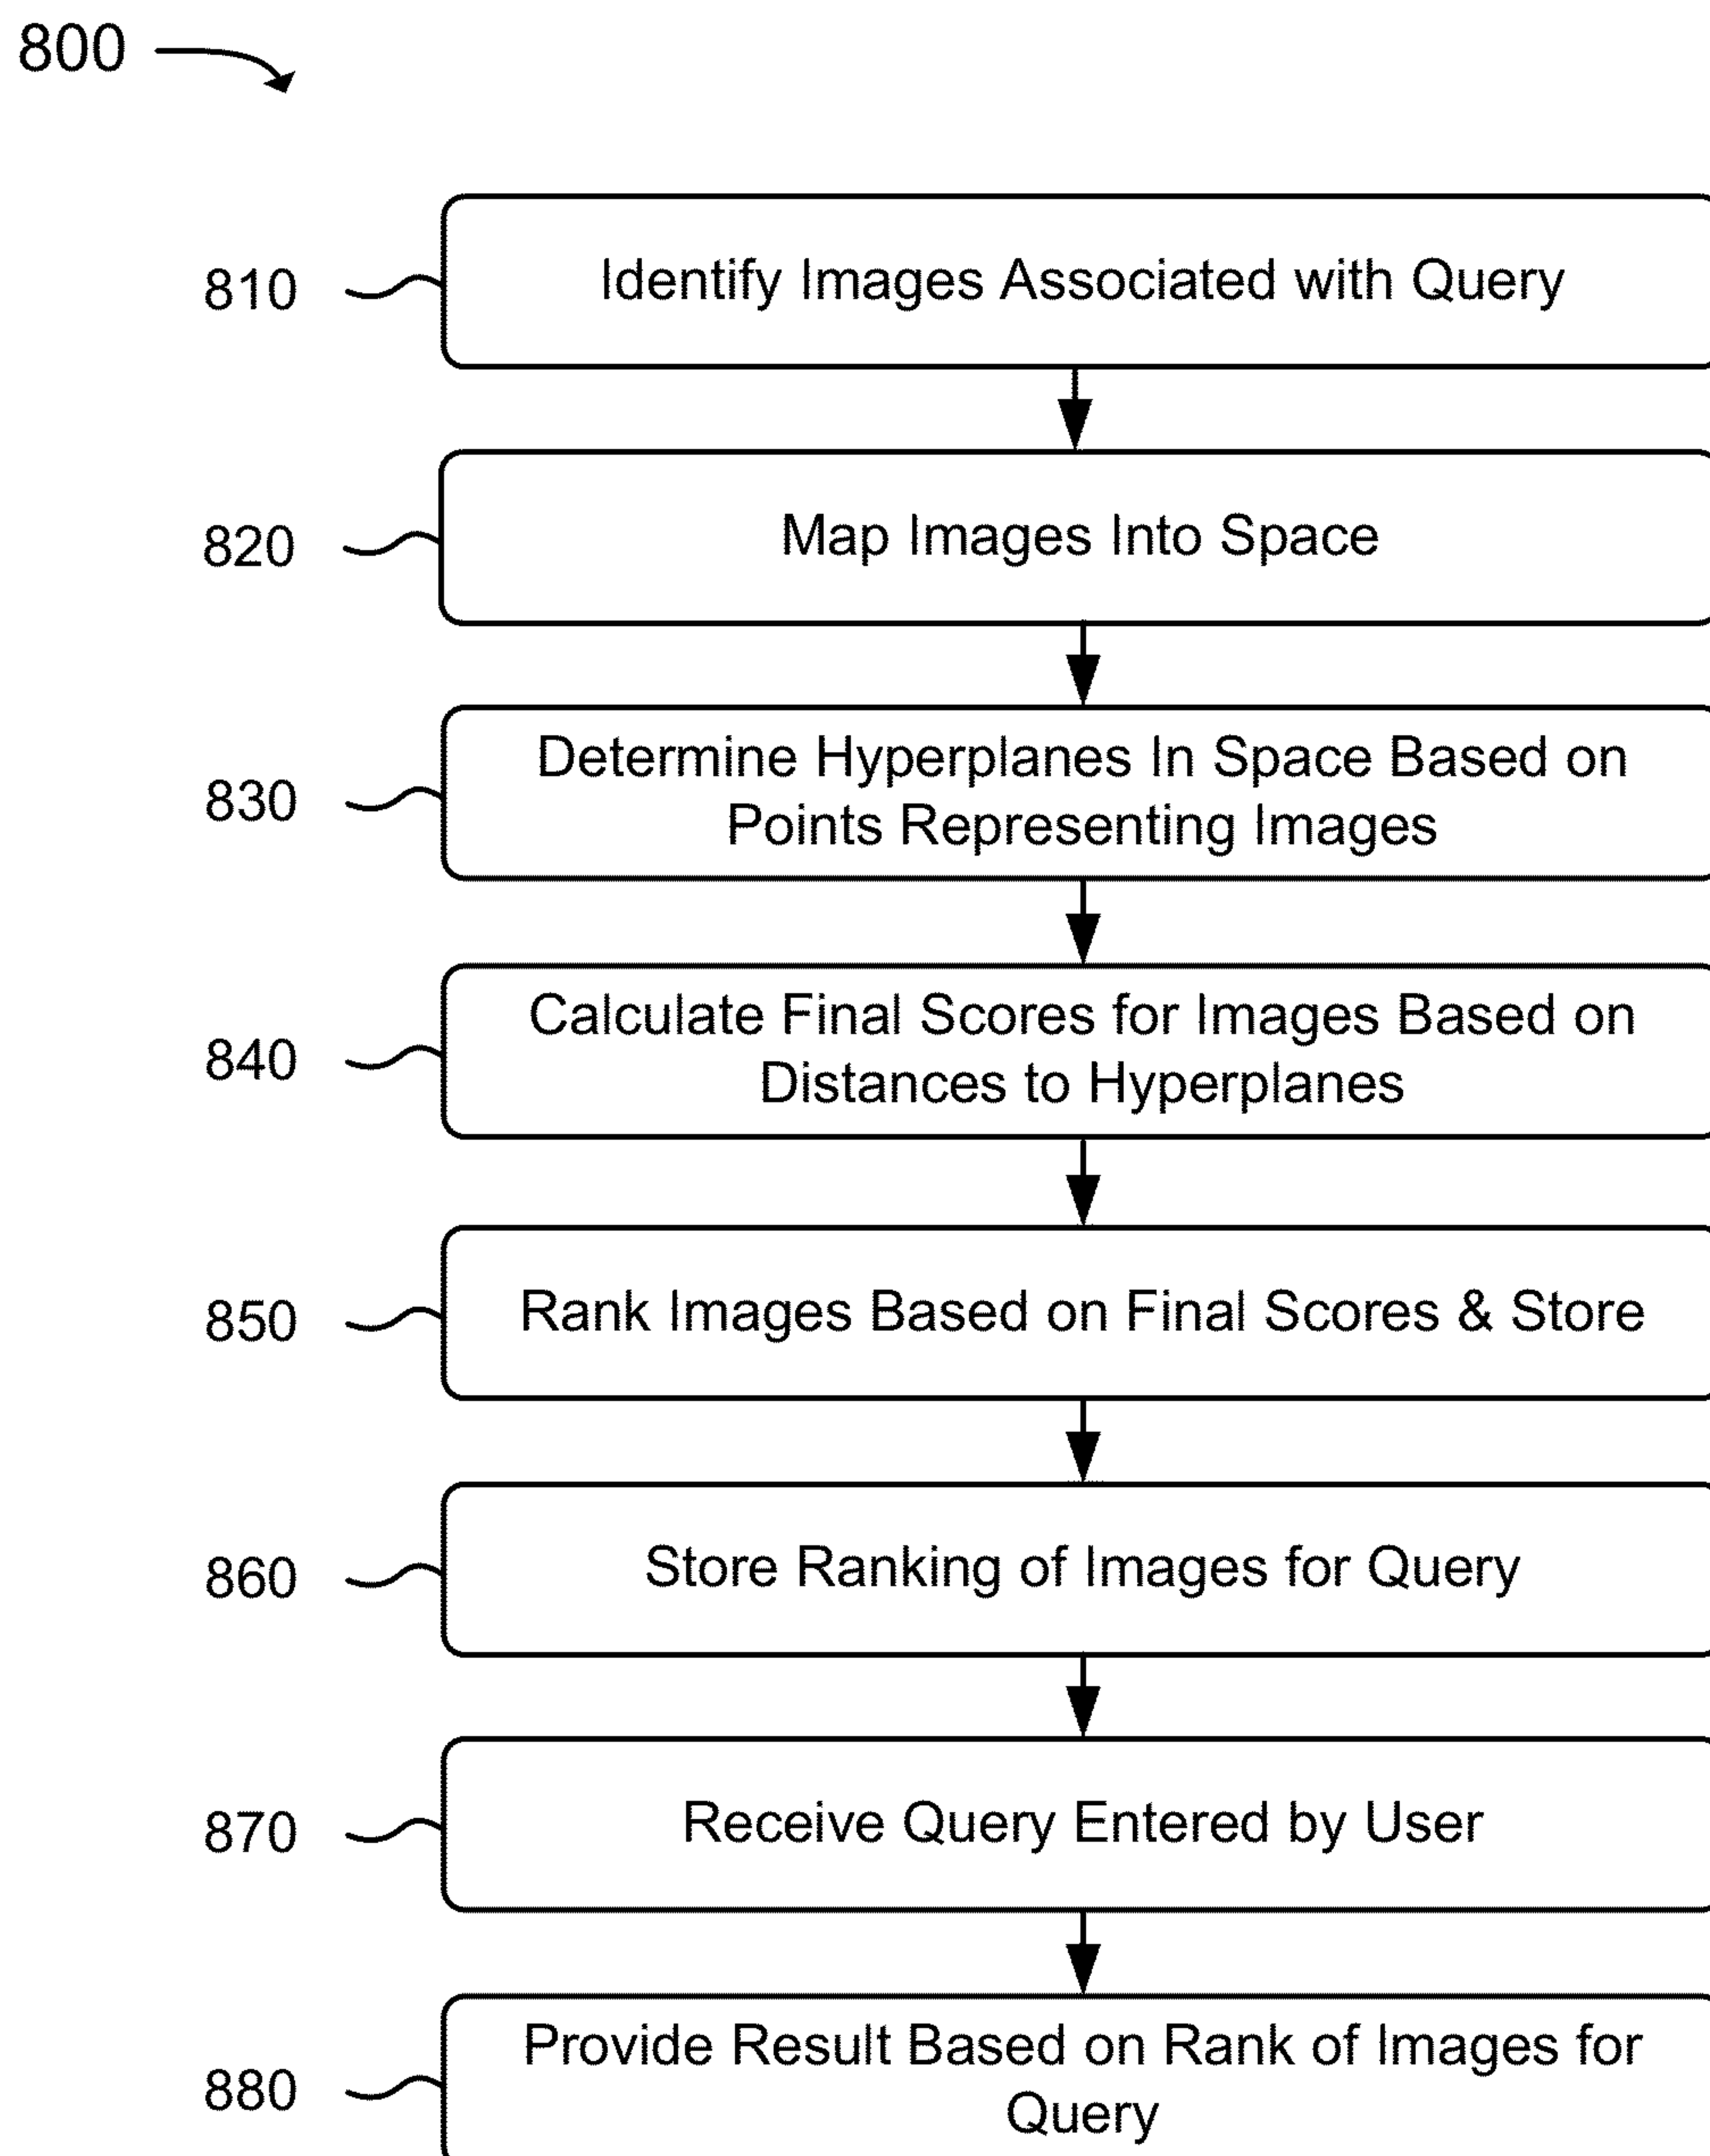 800
810
Identify Images Associated with Query
820
Map Images Into Space
830
Determine Hyperplanes In Space Based on
Points Representing Images
840
Calculate Final Scores for Images Based on
Distances to Hyperplanes
850
Rank Images Based on Final Scores & Store
860
Store Ranking of Images for Query
870
Receive Query Entered by User
880
Provide Result Based on Rank of Images for
Query